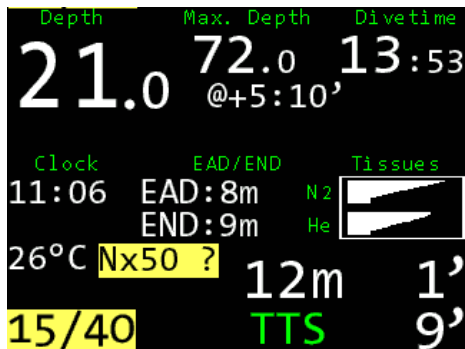 Depth Max. Depth Divetime
21.0 72.0 13:53
@+5:10’
Clock EAD/END Tissues
11:06 EAD:8m N2
END:9m He
26°C Nx50 ? 12m 1’
15/40 TTS 9’